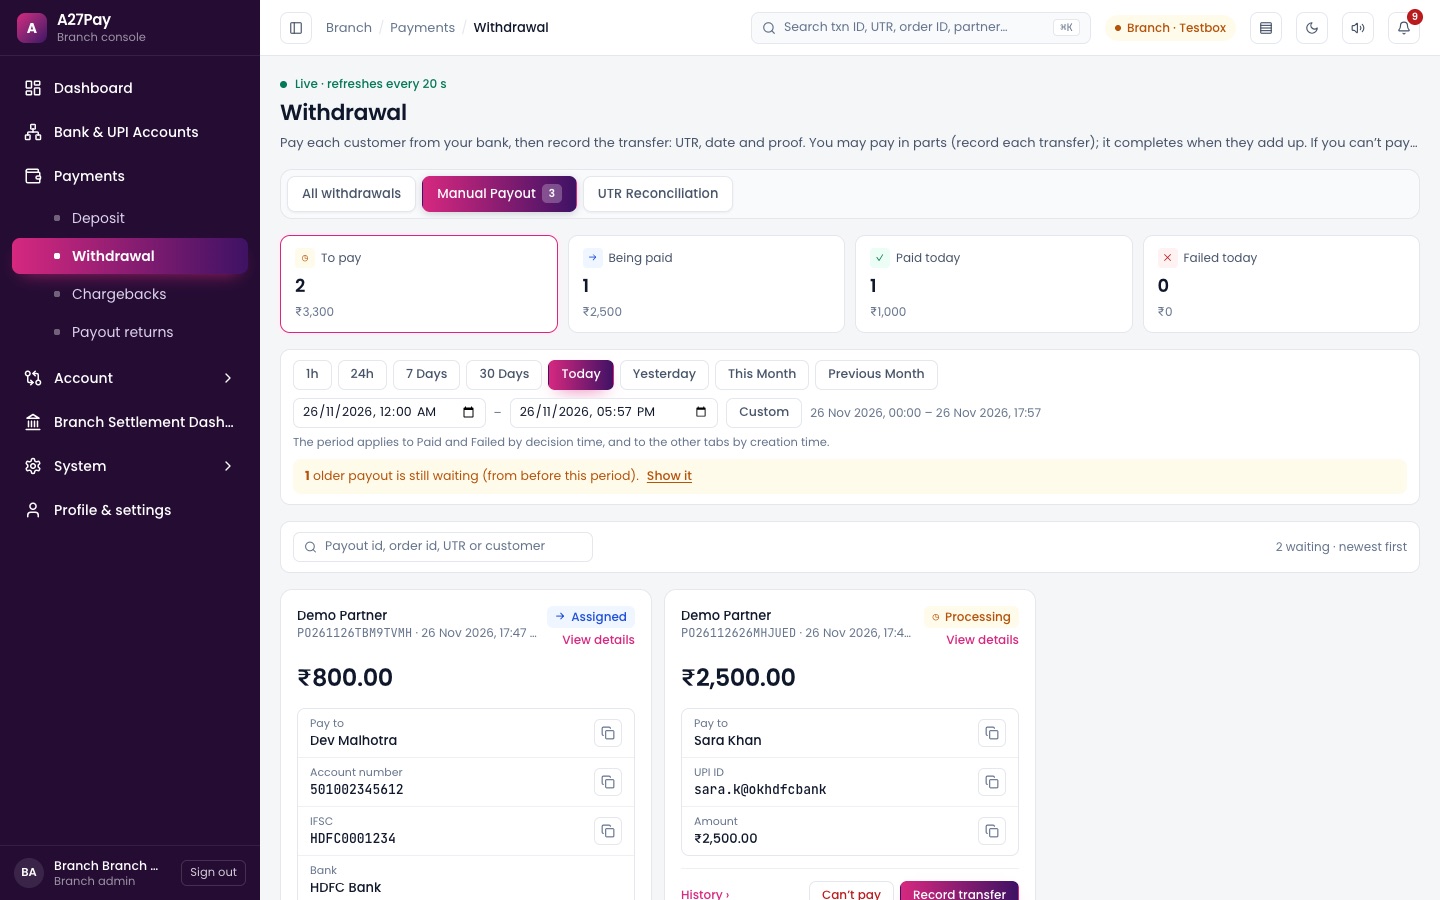 A
A27Pay
Branch console
Dashboard
Bank & UPI Accounts
Payments
Deposit
Withdrawal
Chargebacks
Payout returns
Account
Branch Settlement Dash…
System
Profile & settings
BA
Branch Branch …
Branch admin
Sign out
Branch / Payments / Withdrawal
Search txn ID, UTR, order ID, partner…
⌘K
Branch · Testbox
9
Live · refreshes every 20 s
Withdrawal
Pay each customer from your bank, then record the transfer: UTR, date and proof. You may pay in parts (record each transfer); it completes when they add up. If you can’t pay…
All withdrawals
Manual Payout 3
UTR Reconciliation
To pay
2
₹3,300
Being paid
1
₹2,500
Paid today
1
₹1,000
Failed today
0
₹0
1h
24h
7 Days
30 Days
Today
Yesterday
This Month
Previous Month
26/11/2026, 12:00 AM – 26/11/2026, 05:57 PM
Custom
26 Nov 2026, 00:00 – 26 Nov 2026, 17:57
The period applies to Paid and Failed by decision time, and to the other tabs by creation time.
1 older payout is still waiting (from before this period). Show it
Payout id, order id, UTR or customer
2 waiting · newest first
Demo Partner
Assigned
PO261126TBM9TVMH · 26 Nov 2026, 17:47 …
View details
₹800.00
Pay to
Dev Malhotra
Account number
501002345612
IFSC
HDFC0001234
Bank
HDFC Bank
Demo Partner
Processing
PO26112626MHJUED · 26 Nov 2026, 17:4…
View details
₹2,500.00
Pay to
Sara Khan
UPI ID
sara.k@okhdfcbank
Amount
₹2,500.00
History ›
Can’t pay
Record transfer